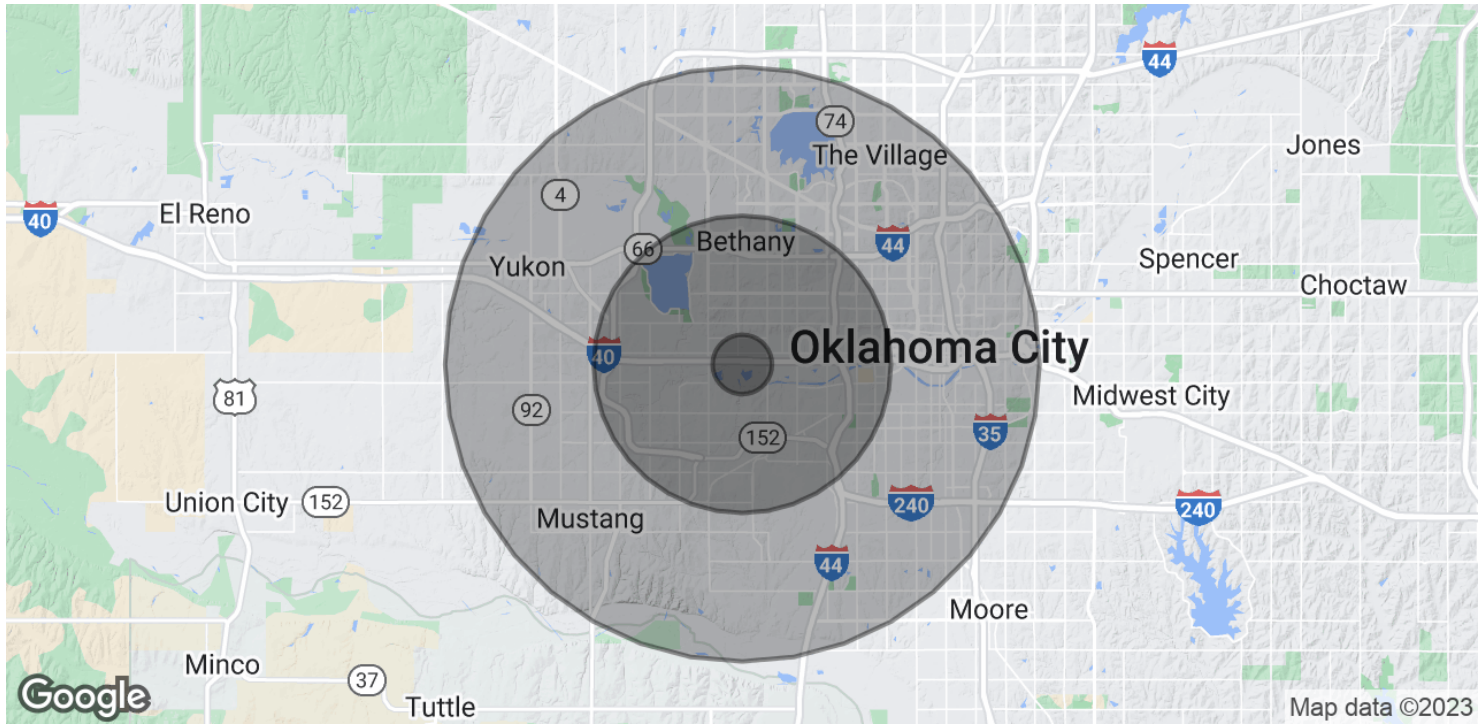 44
74
The Village
Jones
4
40
El Reno
66
Bethany
44
Yukon
Spencer
Choctaw
40
Oklahoma City
81
92
Midwest City
152
35
Union City
152
Mustang
240
240
44
Moore
Minco
37
Tuttle
Google
Map data ©2023